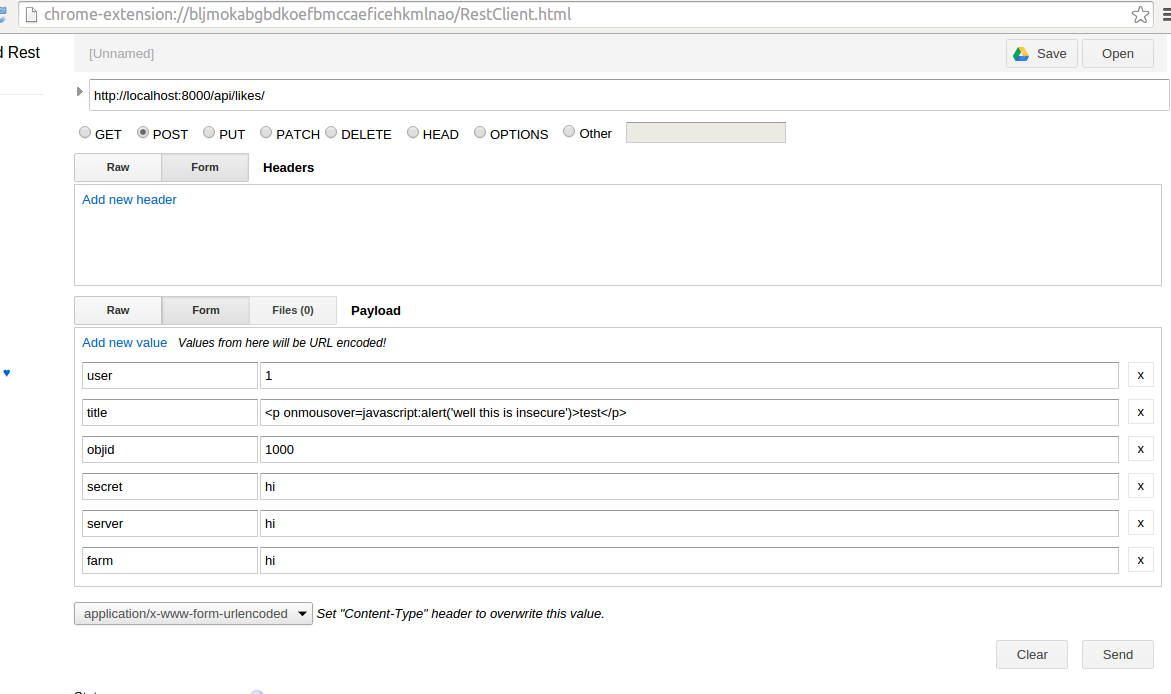 chrome-extension://bljmokabgbdkoefbmccaeficehkmlnao/RestClient.html
d Rest
[Unnamed] Save Open
http://localhost:8000/api/likes/
GET POST PUT PATCH DELETE HEAD OPTIONS Other
Raw Form Headers
Add new header
Raw Form Files (0) Payload
Add new value Values from here will be URL encoded!
user 1 x
title <p onmousover=javascript:alert('well this is insecure')>test</p> x
objid 1000 x
secret hi x
server hi x
farm hi x
application/x-www-form-urlencoded Set "Content-Type" header to overwrite this value.
Clear Send